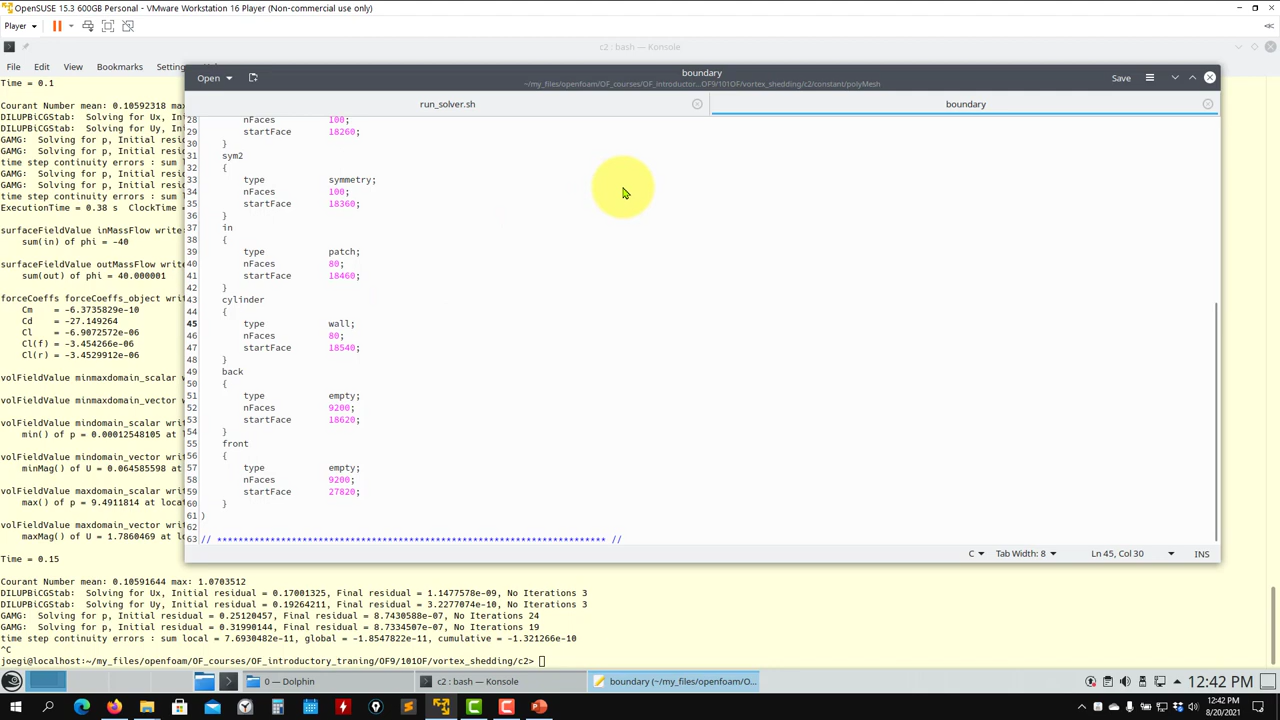 OpenSUSE 15.3 600GB Personal - VMware Workstation 16 Player (Non-commercial use only)
Player
c2 : bash — Konsole
File Edit View Bookmarks Settin
Time = 0.1
Courant Number mean: 0.10592318 max:
DILUPBiCGStab: Solving for Ux, Initia
DILUPBiCGStab: Solving for Uy, Initia
GAMG: Solving for p, Initial residua
time step continuity errors : sum loc
GAMG: Solving for p, Initial residua
GAMG: Solving for p, Initial residua
time step continuity errors : sum loc
ExecutionTime = 0.38 s ClockTime =
surfaceFieldValue inMassFlow write:
sum(in) of phi = -40
surfaceFieldValue outMassFlow write
sum(out) of phi = 40.000001
forceCoeffs forceCoeffs_object writ
Cm = -6.3735829e-10
Cd = -27.149264
Cl = -6.9072572e-06
Cl(f) = -3.454266e-06
Cl(r) = -3.4529912e-06
volFieldValue minmaxdomain_scalar w
volFieldValue minmaxdomain_vector w
volFieldValue mindomain_scalar writ
min() of p = 0.00012548105 at l
volFieldValue mindomain_vector writ
minMag() of U = 0.064585598 at
volFieldValue maxdomain_scalar writ
max() of p = 9.4911814 at locat
volFieldValue maxdomain_vector writ
maxMag() of U = 1.7860469 at lo
Time = 0.15
Courant Number mean: 0.10591644 max: 1.0703512
DILUPBiCGStab: Solving for Ux, Initial residual = 0.17001325, Final residual = 1.1477578e-09, No Iterations 3
DILUPBiCGStab: Solving for Uy, Initial residual = 0.19264211, Final residual = 3.2277074e-10, No Iterations 3
GAMG: Solving for p, Initial residual = 0.25120457, Final residual = 8.7430588e-07, No Iterations 24
GAMG: Solving for p, Initial residual = 0.31990144, Final residual = 8.7334507e-07, No Iterations 19
time step continuity errors : sum local = 7.6930482e-11, global = -1.8547822e-11, cumulative = -1.321266e-10
^C
joegi@localhost:~/my_files/openfoam/OF_courses/OF_introductory_traning/OF9/101OF/vortex_shedding/c2>
Open
boundary
~/my_files/openfoam/OF_courses/OF_introductor...OF9/101OF/vortex_shedding/c2/constant/polyMesh
Save
run_solver.sh
boundary
28 nFaces 100;
29 startFace 18260;
30 }
31 sym2
32 {
33 type symmetry;
34 nFaces 100;
35 startFace 18360;
36 }
37 in
38 {
39 type patch;
40 nFaces 80;
41 startFace 18460;
42 }
43 cylinder
44 {
45 type wall;
46 nFaces 80;
47 startFace 18540;
48 }
49 back
50 {
51 type empty;
52 nFaces 9200;
53 startFace 18620;
54 }
55 front
56 {
57 type empty;
58 nFaces 9200;
59 startFace 27820;
60 }
61 )
62
63 // ************************************************************************* //
C Tab Width: 8 Ln 45, Col 30 INS
0 — Dolphin
c2 : bash — Konsole
boundary (~/my_files/openfoam/O...
12:42 PM
12:42 PM
8/20/2021